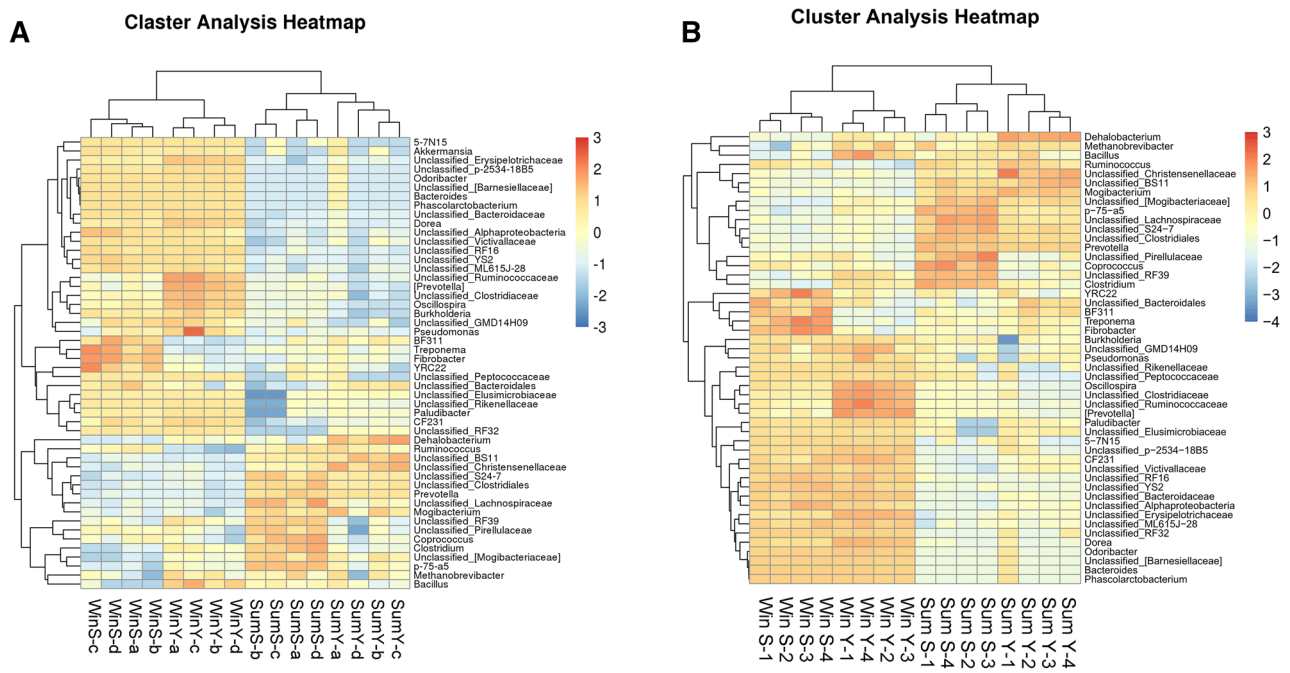 A
Claster Analysis Heatmap
5-7N15
Akkermansia
Unclassified_Erysipelotrichaceae
Unclassified_p-2534-18B5
Odoribacter
Unclassified_[Barnesiellaceae]
Bacteroides
Phascolarctobacterium
Unclassified_Bacteroidaceae
Dorea
Unclassified_Alphaproteobacteria
Unclassified_Victivallaceae
Unclassified_RF16
Unclassified_YS2
Unclassified_ML615J-28
Unclassified_Ruminococcaceae
[Prevotella]
Unclassified_Clostridiaceae
Oscillospira
Burkholderia
Unclassified_GMD14H09
Pseudomonas
BF311
Treponema
Fibrobacter
YRC22
Unclassified_Peptococcaceae
Unclassified_Bacteroidales
Unclassified_Elusimicrobiaceae
Unclassified_Rikenellaceae
Paludibacter
CF231
Unclassified_RF32
Dehalobacterium
Ruminococcus
Unclassified_BS11
Unclassified_Christensenellaceae
Unclassified_S24-7
Unclassified_Clostridiales
Prevotella
Unclassified_Lachnospiraceae
Mogibacterium
Unclassified_RF39
Unclassified_Pirellulaceae
Coprococcus
Clostridium
Unclassified_[Mogibacteriaceae]
p-75-a5
Methanobrevibacter
Bacillus
3
2
1
0
-1
-2
-3
WinS-c
WinS-d
WinS-a
WinS-b
WinY-a
WinY-c
WinY-b
WinY-d
SumS-b
SumS-c
SumS-a
SumS-d
SumY-a
SumY-d
SumY-b
SumY-c
B
Cluster Analysis Heatmap
Dehalobacterium
Methanobrevibacter
Bacillus
Ruminococcus
Unclassified_Christensenellaceae
Unclassified_BS11
Mogibacterium
Unclassified_[Mogibacteriaceae]
p−75−a5
Unclassified_Lachnospiraceae
Unclassified_S24−7
Unclassified_Clostridiales
Prevotella
Unclassified_Pirellulaceae
Coprococcus
Unclassified_RF39
Clostridium
YRC22
Unclassified_Bacteroidales
BF311
Treponema
Fibrobacter
Burkholderia
Unclassified_GMD14H09
Pseudomonas
Unclassified_Rikenellaceae
Unclassified_Peptococcaceae
Oscillospira
Unclassified_Clostridiaceae
Unclassified_Ruminococcaceae
[Prevotella]
Paludibacter
Unclassified_Elusimicrobiaceae
5−7N15
Unclassified_p−2534−18B5
CF231
Unclassified_Victivallaceae
Unclassified_RF16
Unclassified_YS2
Unclassified_Bacteroidaceae
Unclassified_Alphaproteobacteria
Unclassified_Erysipelotrichaceae
Unclassified_ML615J−28
Unclassified_RF32
Dorea
Odoribacter
Unclassified_[Barnesiellaceae]
Bacteroides
Phascolarctobacterium
3
2
1
0
−1
−2
−3
−4
Win S-1
Win S-2
Win S-3
Win S-4
Win Y-1
Win Y-4
Win Y-2
Win Y-3
Sum S-1
Sum S-4
Sum S-2
Sum S-3
Sum Y-1
Sum Y-2
Sum Y-3
Sum Y-4